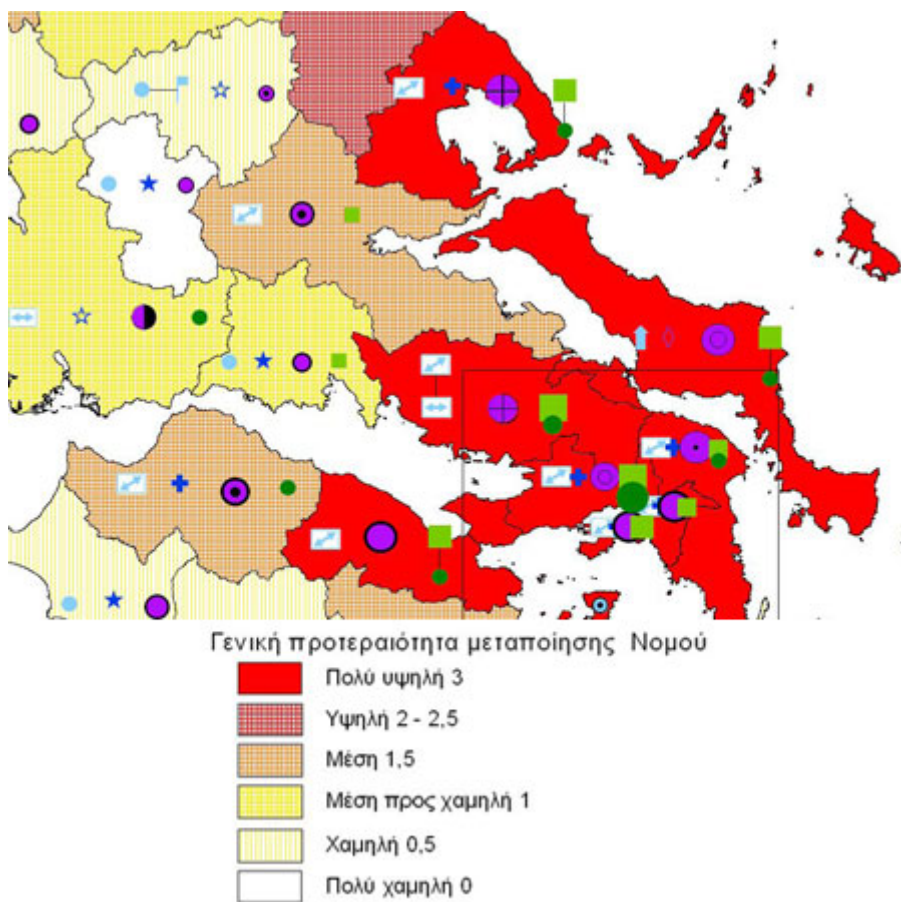 Γενική προτεραιότητα μεταποίησης Νομού
Πολύ υψηλή 3
Υψηλή 2 - 2,5
Μέση 1,5
Μέση προς χαμηλή 1
Χαμηλή 0,5
Πολύ χαμηλή 0